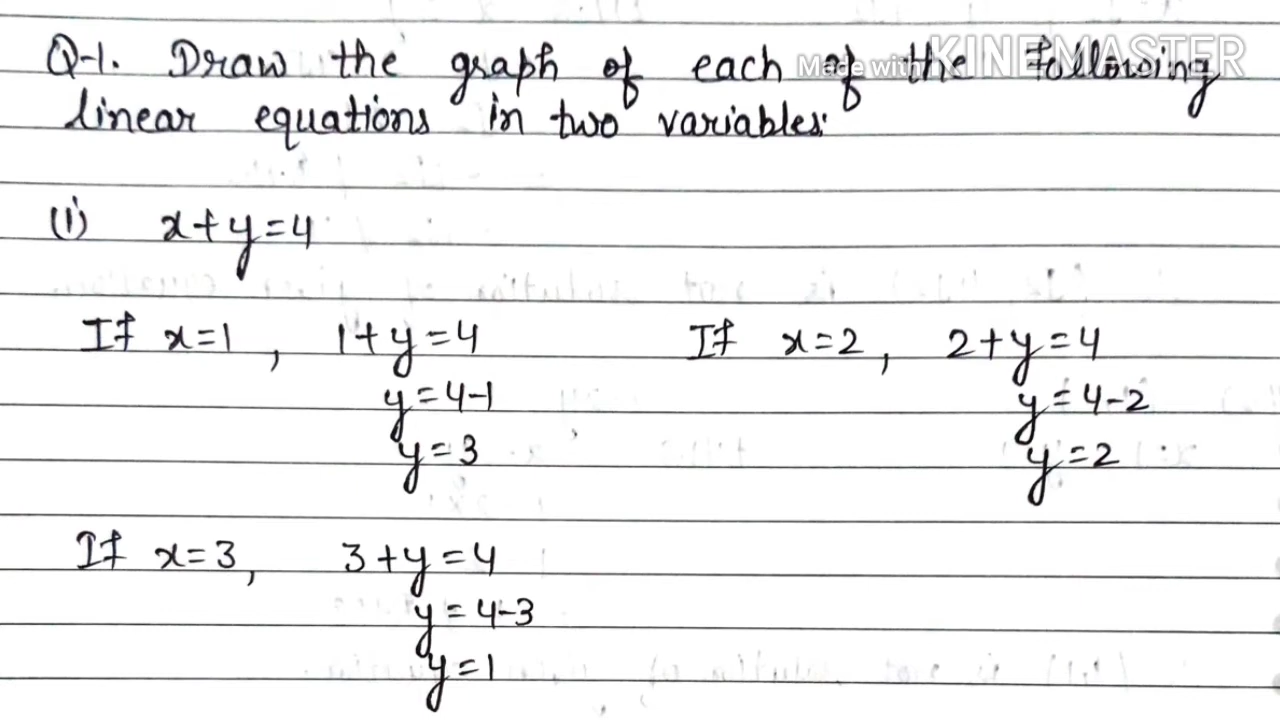 Q-1. Draw the graph of each of the following
Made with KINEMASTER
linear equations in two variables:
(i) x+y=4
If x=1, 1+y=4
y=4-1
y=3
If x=2, 2+y=4
y=4-2
y=2
If x=3, 3+y=4
y=4-3
y=1